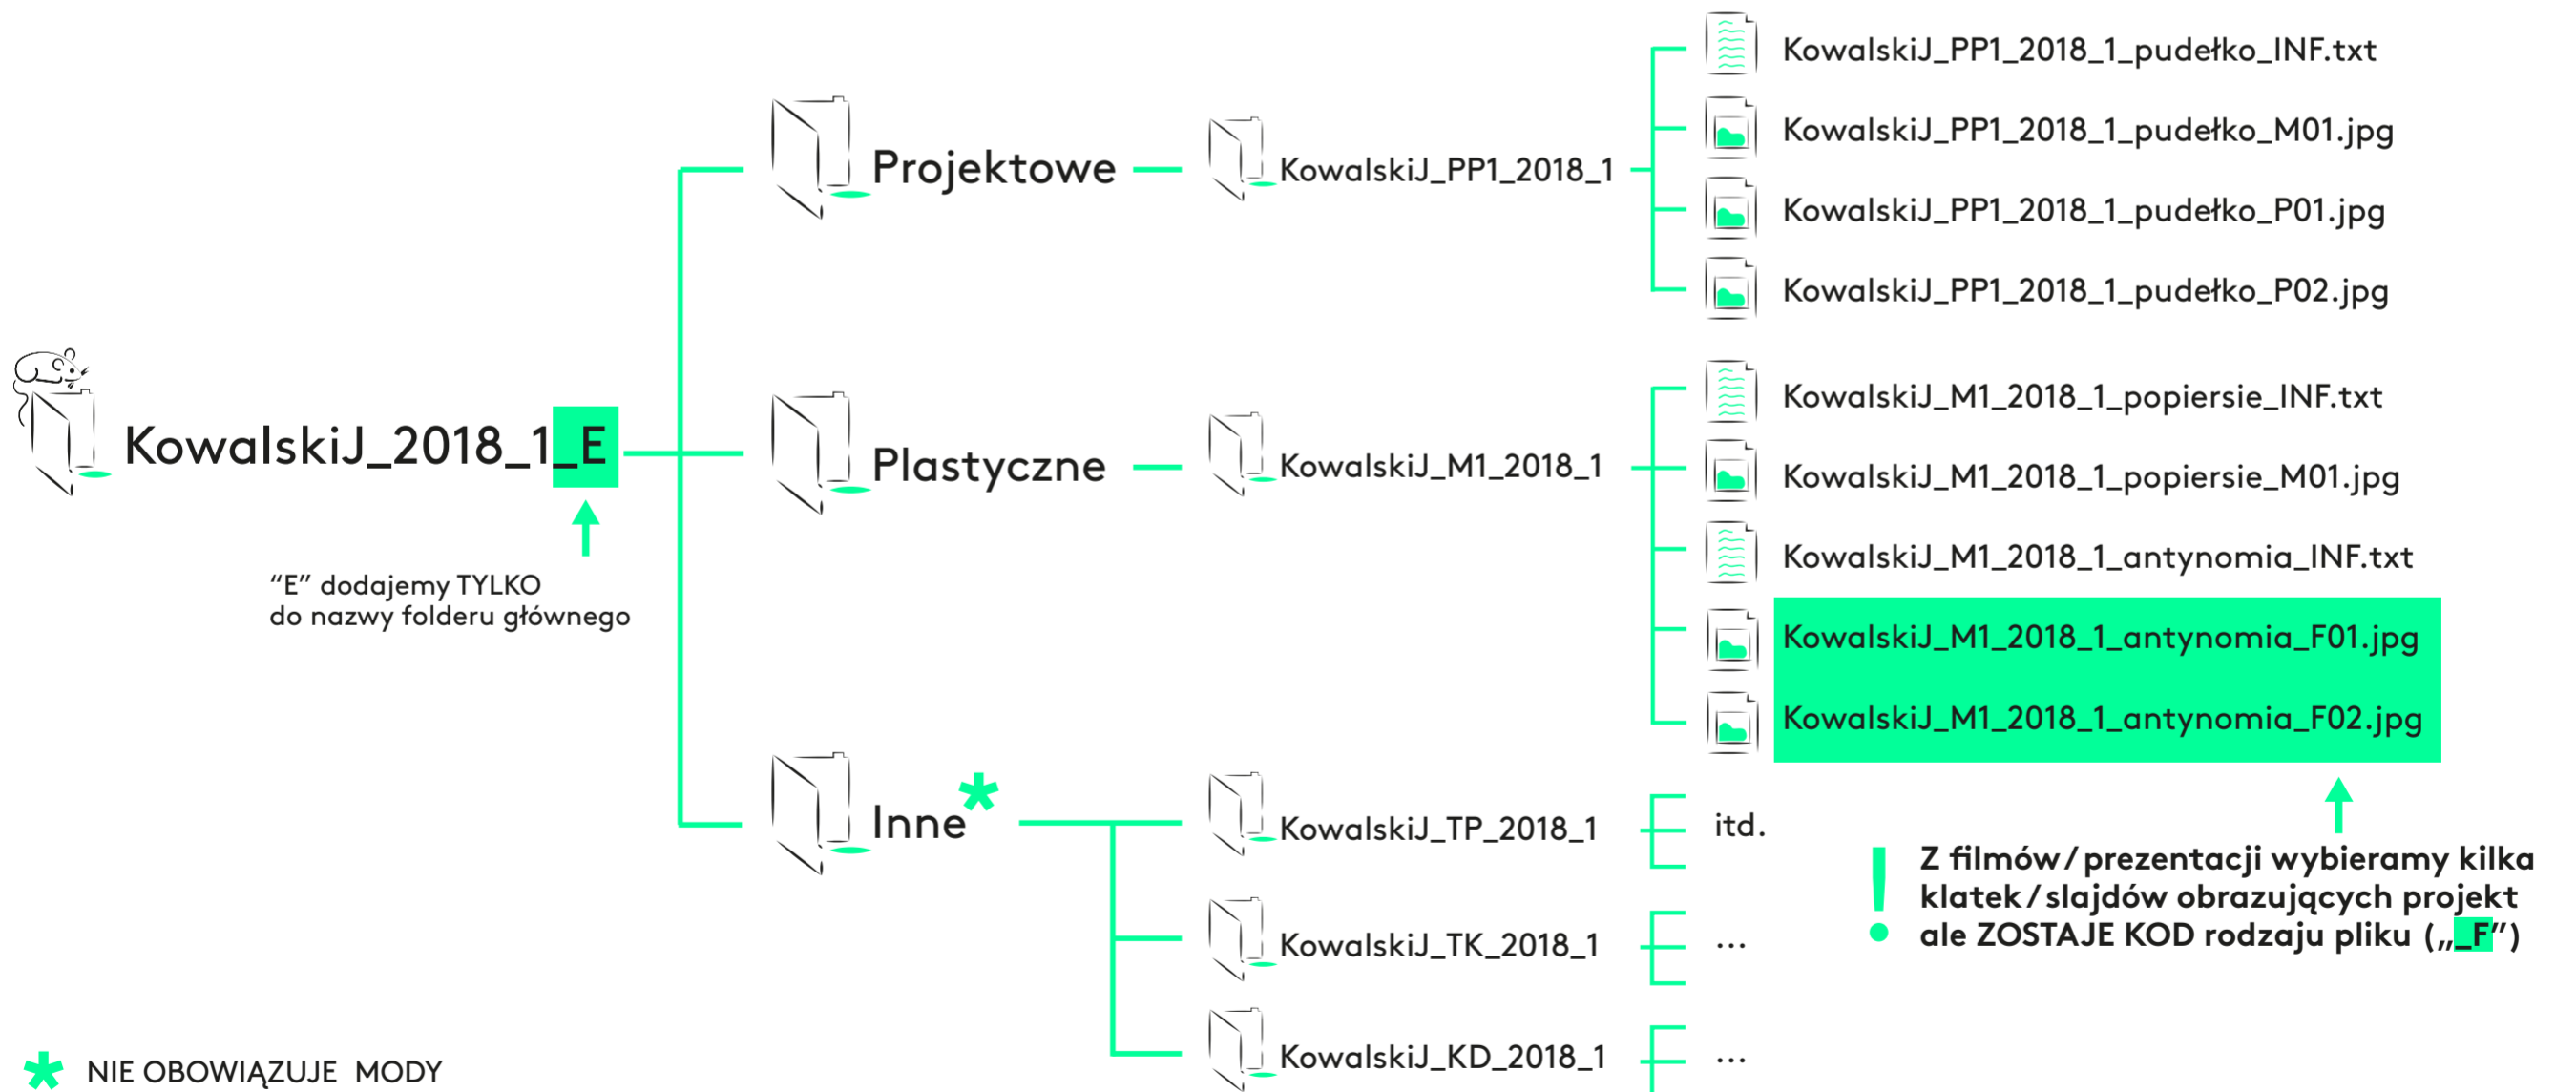 KowalskiJ_2018_1_E
"E" dodajemy TYLKO
do nazwy folderu głównego
Projektowe
KowalskiJ_PP1_2018_1
KowalskiJ_PP1_2018_1_pudełko_INF.txt
KowalskiJ_PP1_2018_1_pudełko_M01.jpg
KowalskiJ_PP1_2018_1_pudełko_P01.jpg
KowalskiJ_PP1_2018_1_pudełko_P02.jpg
Plastyczne
KowalskiJ_M1_2018_1
KowalskiJ_M1_2018_1_popiersie_INF.txt
KowalskiJ_M1_2018_1_popiersie_M01.jpg
KowalskiJ_M1_2018_1_antynomia_INF.txt
KowalskiJ_M1_2018_1_antynomia_F01.jpg
KowalskiJ_M1_2018_1_antynomia_F02.jpg
! Z filmów/prezentacji wybieramy kilka
klatek/slajdów obrazujących projekt
ale ZOSTAJE KOD rodzaju pliku („_F”)
Inne*
KowalskiJ_TP_2018_1
itd.
KowalskiJ_TK_2018_1
...
KowalskiJ_KD_2018_1
...
* NIE OBOWIĄZUJE MODY